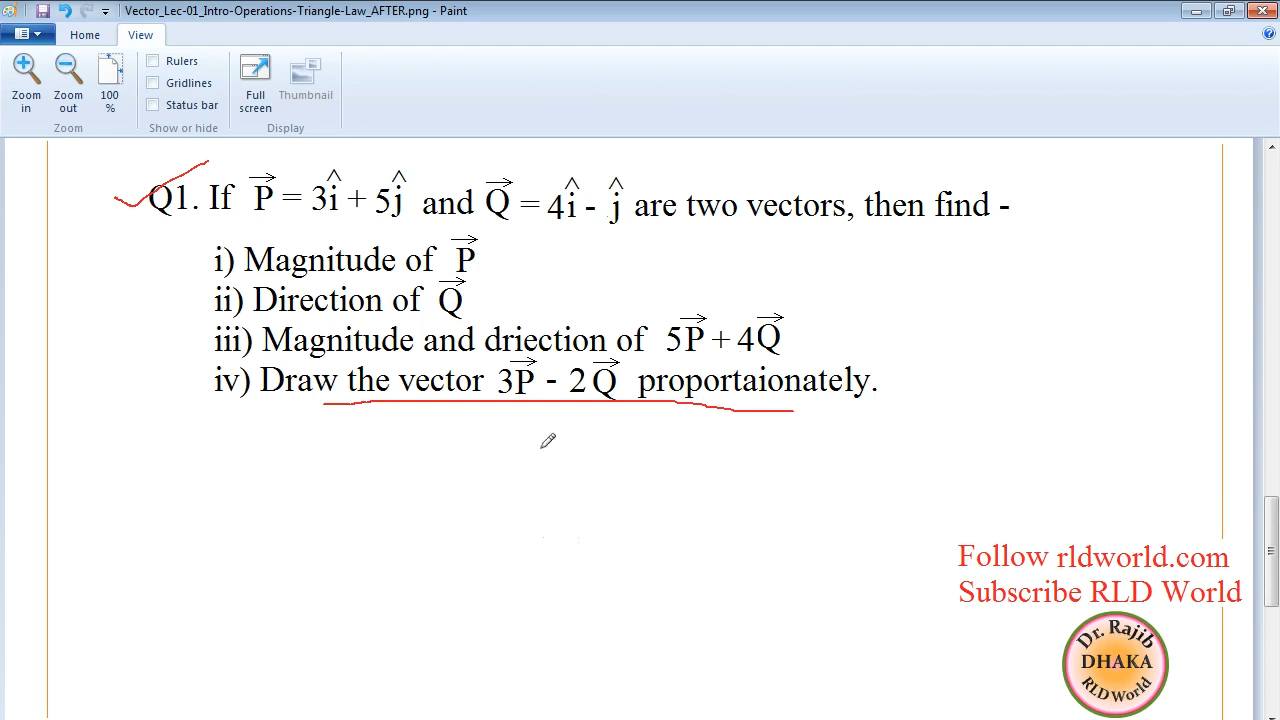 Vector_Lec-01_Intro-Operations-Triangle-Law_AFTER.png - Paint
Home View
Zoom in
Zoom out
100 %
Rulers
Gridlines
Status bar
Full screen
Thumbnail
Zoom
Show or hide
Display
Q1. If P⃗ = 3î + 5ĵ and Q⃗ = 4î - ĵ are two vectors, then find -
i) Magnitude of P⃗
ii) Direction of Q⃗
iii) Magnitude and driection of 5P⃗ + 4Q⃗
iv) Draw the vector 3P⃗ - 2Q⃗ proportaionately.
Follow rldworld.com
Subscribe RLD World
Dr. Rajib
DHAKA
RLD World